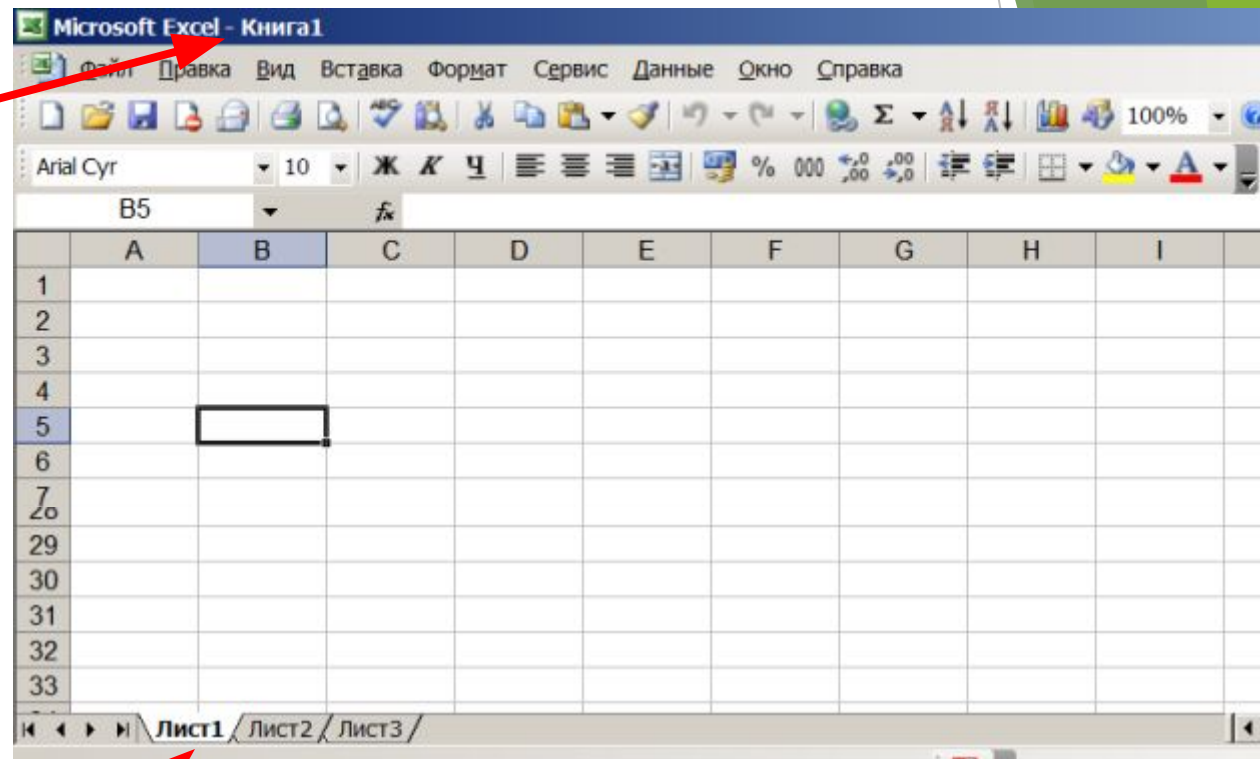 Microsoft Excel - Книга1
Файл Правка Вид Вставка Формат Сервис Данные Окно Справка
100%
Arial Cyr 10 Ж К Ч % 000
B5 fx
A B C D E F G H I
1
2
3
4
5
6
7
29
30
31
32
33
Лист1 Лист2 Лист3